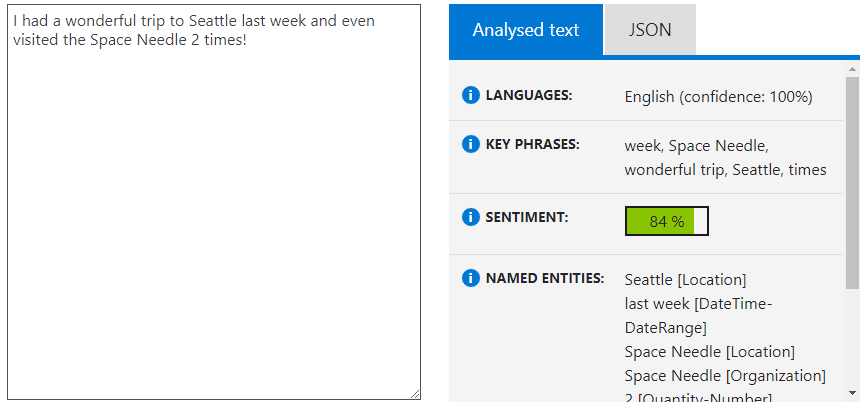 I had a wonderful trip to Seattle last week and even
visited the Space Needle 2 times!
Analysed text
JSON
LANGUAGES:
English (confidence: 100%)
KEY PHRASES:
week, Space Needle,
wonderful trip, Seattle, times
SENTIMENT:
84 %
NAMED ENTITIES:
Seattle [Location]
last week [DateTime-
DateRange]
Space Needle [Location]
Space Needle [Organization]
2 [Quantity-Number]